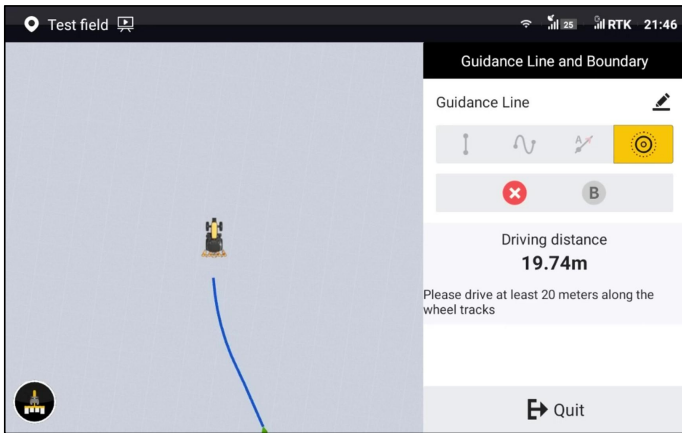 Test field
25
RTK 21:46
Guidance Line and Boundary
Guidance Line
A
B
Driving distance
19.74m
Please drive at least 20 meters along the
wheel tracks
Quit